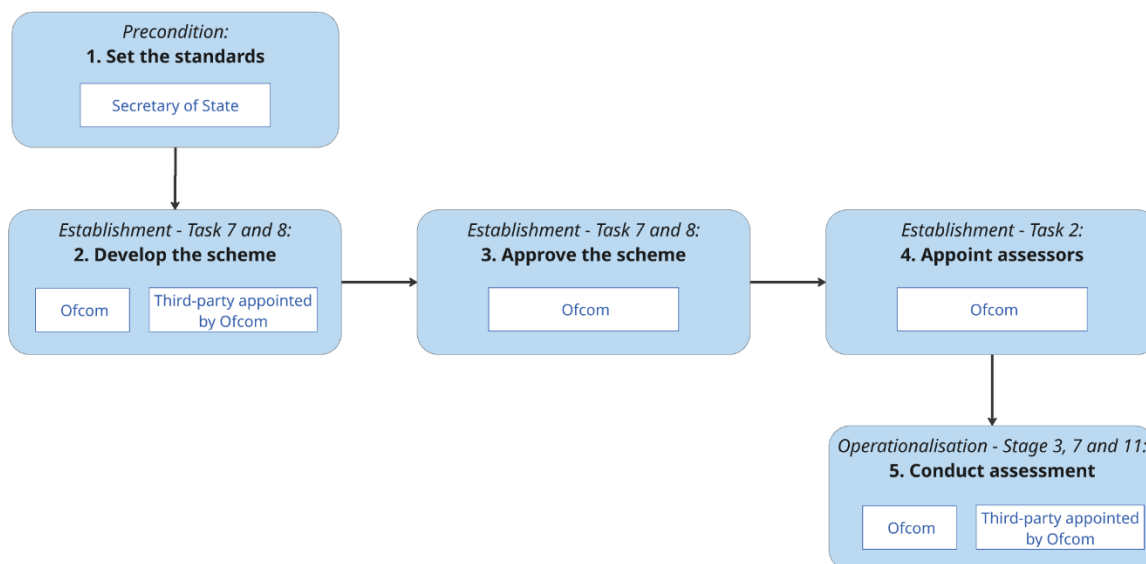 Precondition:
1. Set the standards
Secretary of State
Establishment - Task 7 and 8:
2. Develop the scheme
Ofcom
Third-party appointed
by Ofcom
Establishment - Task 7 and 8:
3. Approve the scheme
Ofcom
Establishment - Task 2:
4. Appoint assessors
Ofcom
Operationalisation - Stage 3, 7 and 11:
5. Conduct assessment
Ofcom
Third-party appointed
by Ofcom